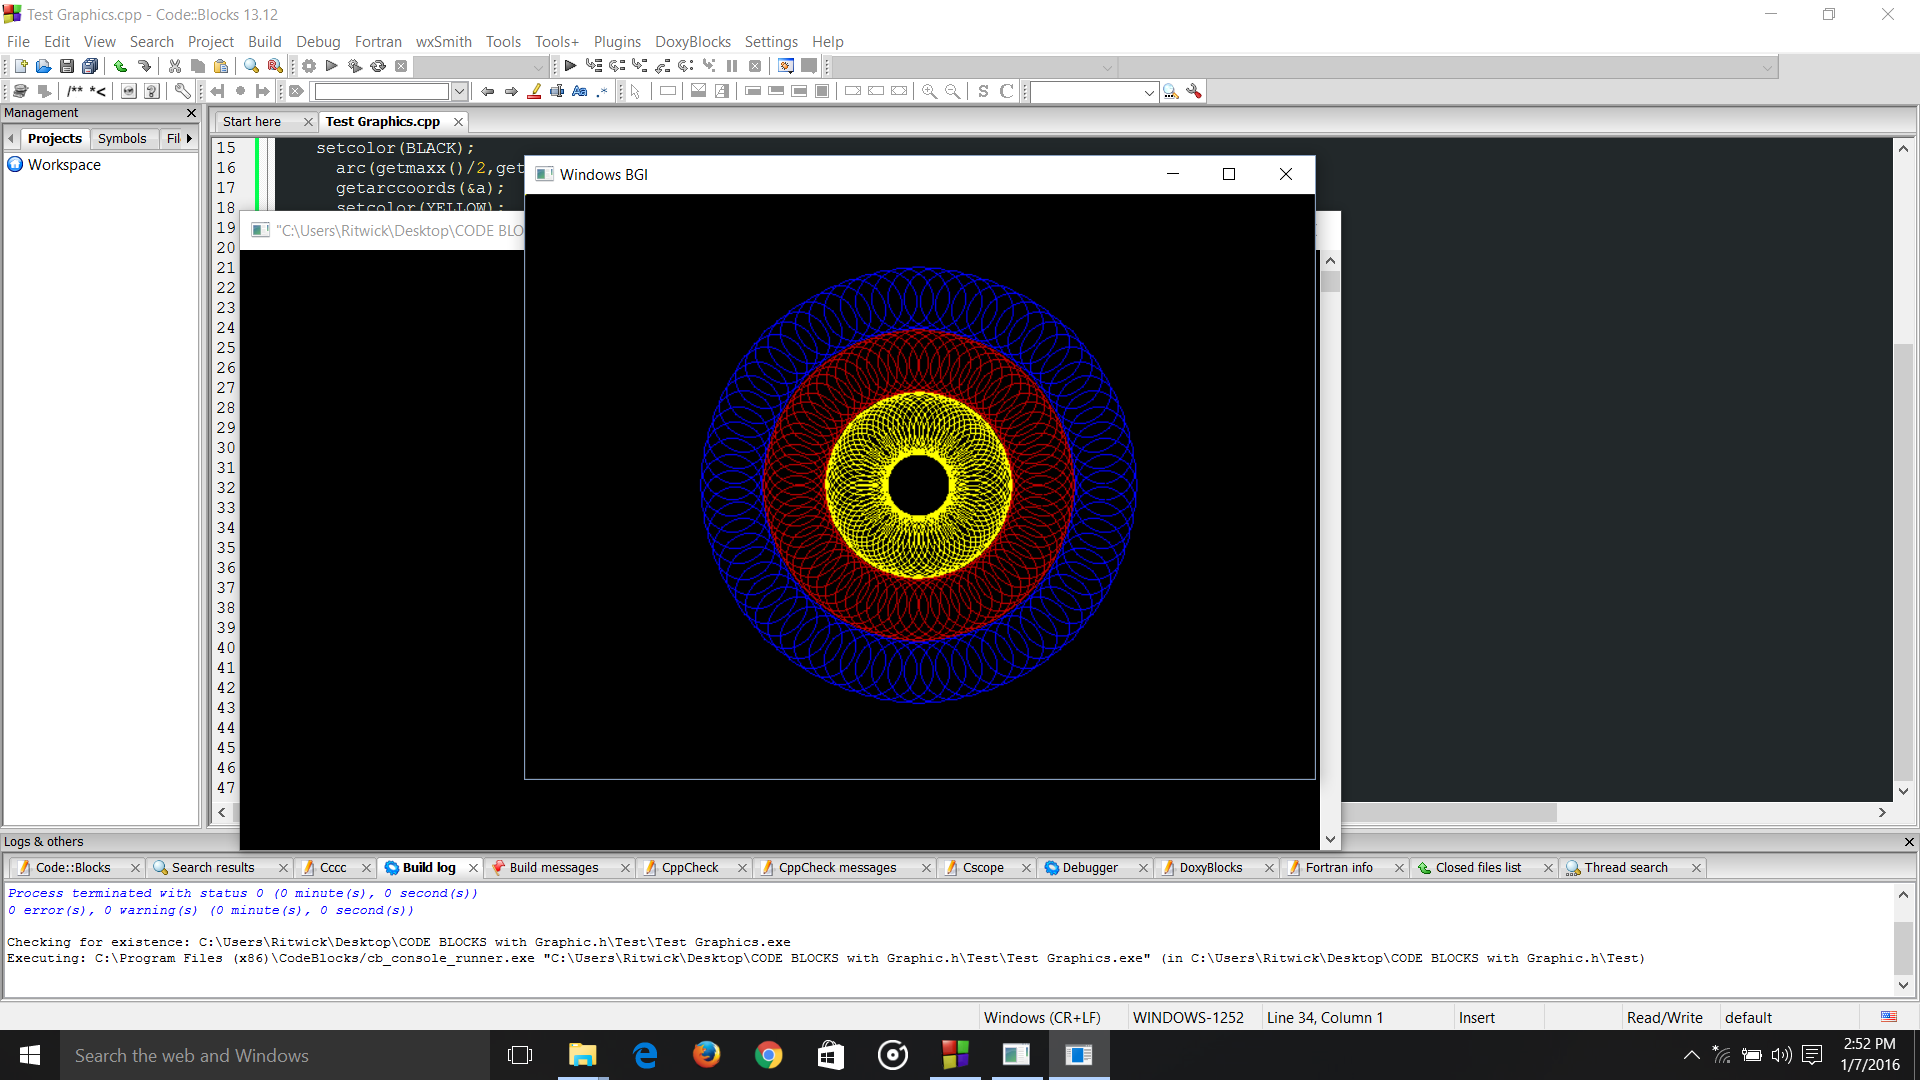 Test Graphics.cpp - Code::Blocks 13.12
File Edit View Search Project Build Debug Fortran wxSmith Tools Tools+ Plugins DoxyBlocks Settings Help
/** *<
Aa .*
S C
Management
Projects Symbols Fil
Workspace
Start here Test Graphics.cpp
15 setcolor(BLACK);
16 arc(getmaxx()/2,get
17 getarccoords(&a);
18 setcolor(YELLOW);
19
20
21
22
23
24
25
26
27
28
29
30
31
32
33
34
35
36
37
38
39
40
41
42
43
44
45
46
47
Windows BGI
"C:\Users\Ritwick\Desktop\CODE BLO
Logs & others
Code::Blocks Search results Cccc Build log Build messages CppCheck CppCheck messages Cscope Debugger DoxyBlocks Fortran info Closed files list Thread search
Process terminated with status 0 (0 minute(s), 0 second(s))
0 error(s), 0 warning(s) (0 minute(s), 0 second(s))
Checking for existence: C:\Users\Ritwick\Desktop\CODE BLOCKS with Graphic.h\Test\Test Graphics.exe
Executing: C:\Program Files (x86)\CodeBlocks/cb_console_runner.exe "C:\Users\Ritwick\Desktop\CODE BLOCKS with Graphic.h\Test\Test Graphics.exe" (in C:\Users\Ritwick\Desktop\CODE BLOCKS with Graphic.h\Test)
Windows (CR+LF) WINDOWS-1252 Line 34, Column 1 Insert Read/Write default
Search the web and Windows
2:52 PM
1/7/2016